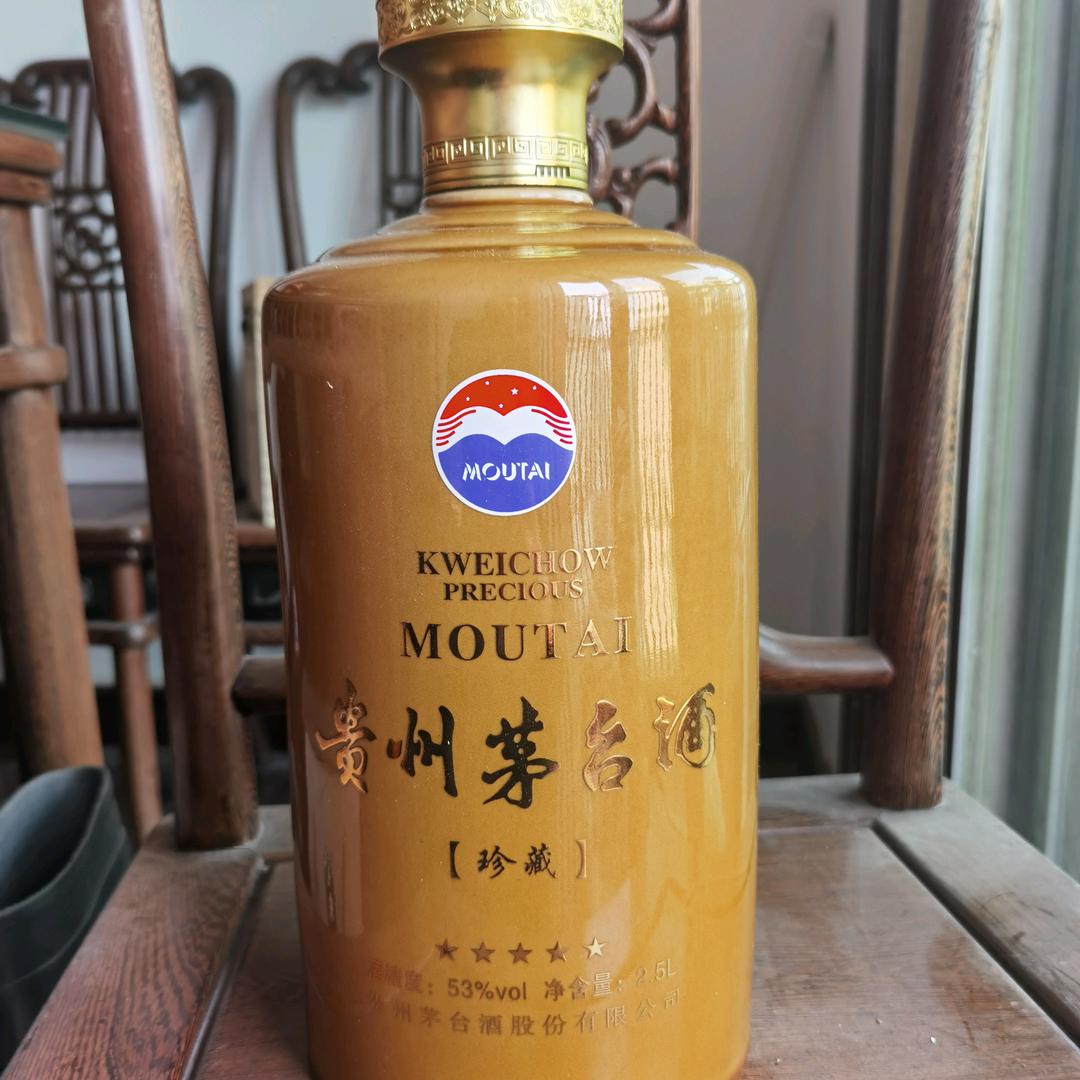 MOUTAI
KWEICHOW
PRECIOUS
MOUTAI
贵州茅台酒
【珍藏】
酒精度：53%vol 净含量：2.5L
贵州茅台酒股份有限公司